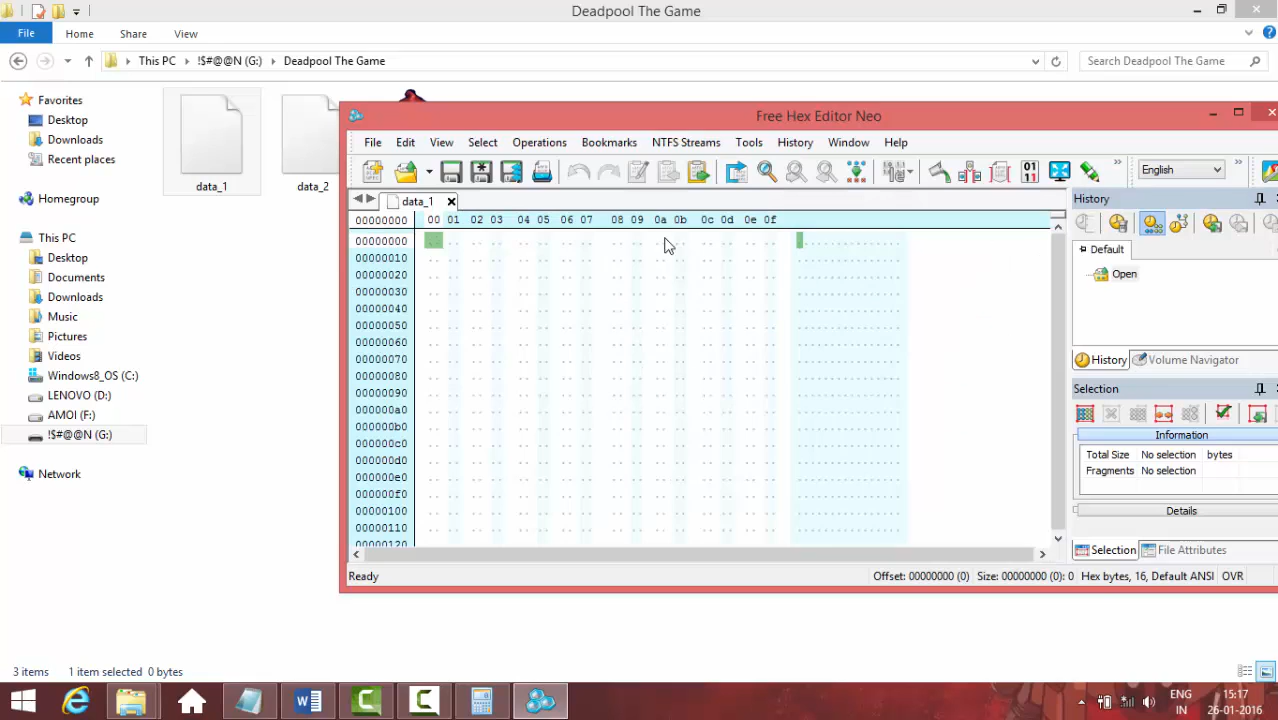 Deadpool The Game
File Home Share View
This PC !$#@@N (G:) Deadpool The Game
Search Deadpool The Game
Favorites
Desktop
Downloads
Recent places
Homegroup
This PC
Desktop
Documents
Downloads
Music
Pictures
Videos
Windows8_OS (C:)
LENOVO (D:)
AMOI (F:)
!$#@@N (G:)
Network
data_1
data_2
Free Hex Editor Neo
File Edit View Select Operations Bookmarks NTFS Streams Tools History Window Help
English
data_1
00000000 00 01 02 03 04 05 06 07 08 09 0a 0b 0c 0d 0e 0f
00000000
00000010
00000020
00000030
00000040
00000050
00000060
00000070
00000080
00000090
000000a0
000000b0
000000c0
000000d0
000000e0
000000f0
00000100
00000110
00000120
History
Default
Open
History Volume Navigator
Selection
Information
Total Size No selection bytes
Fragments No selection
Details
Selection File Attributes
Ready
Offset: 00000000 (0) Size: 00000000 (0): 0 Hex bytes, 16, Default ANSI OVR
3 items 1 item selected 0 bytes
ENG
IN
15:17
26-01-2016